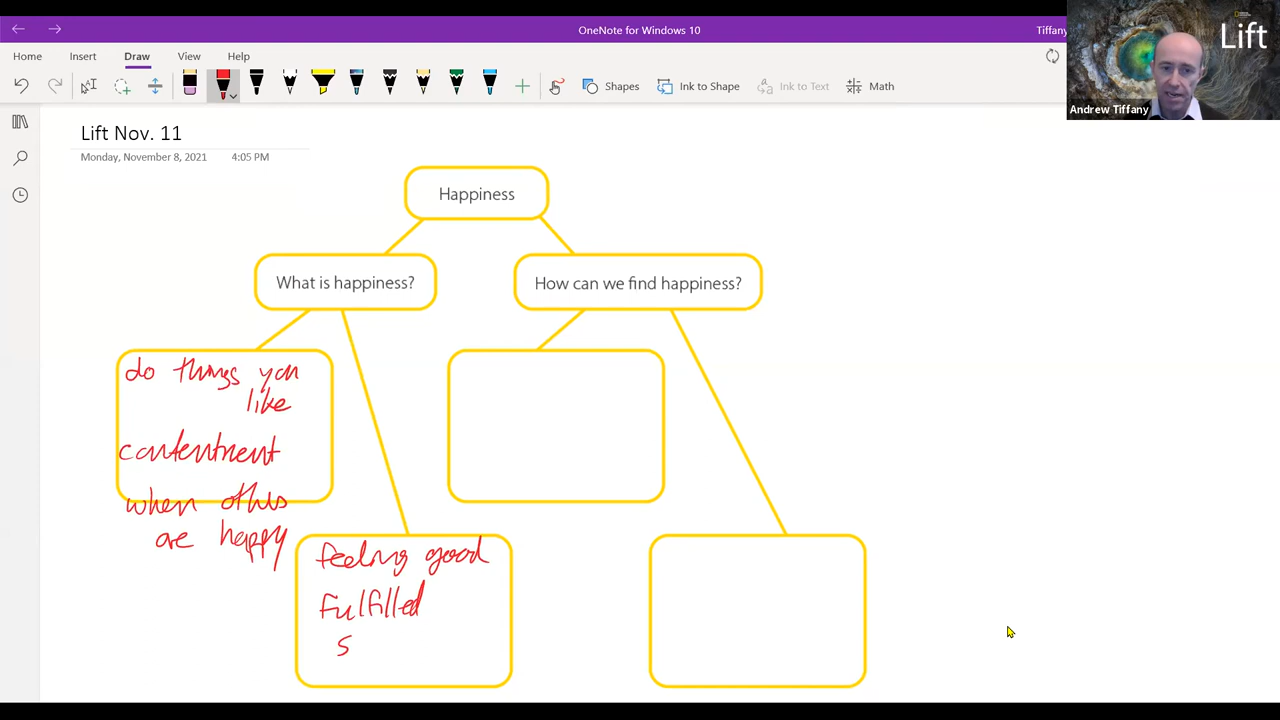 OneNote for Windows 10
Tiffany
Home
Insert
Draw
View
Help
Shapes
Ink to Shape
Ink to Text
Math
Lift
Andrew Tiffany
Lift Nov. 11
Monday, November 8, 2021
4:05 PM
Happiness
What is happiness?
How can we find happiness?
do things you
like
contentment
when others
are happy
feeling good
fulfilled
s